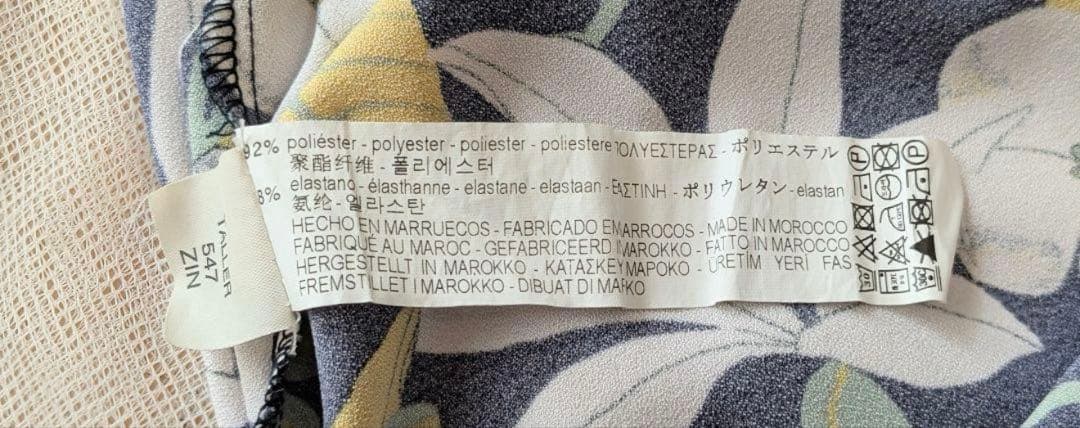 92% poliéster - polyester - poliester - poliestere ΠΟΛΥΕΣΤΕΡΑΣ - ポリエステル
聚酯纤维 - 폴리에스터
8% elastano - élasthanne - elastane - elastaan - ΕΛΑΣΤΙΝΗ - ポリウレタン - elastan
氨纶 - 엘라스탄
HECHO EN MARRUECOS - FABRICADO EM MARROCOS - MADE IN MOROCCO
FABRIQUÉ AU MAROC - GEFABRICEERD IN MAROKKO - FATTO IN MAROCCO
HERGESTELLT IN MAROKKO - ΚΑΤΑΣΚΕΥ ΜΑΡΟΚΟ - ÜRETİM YERİ FAS
FREMSTILLET I MAROKKO - DIBUAT DI
TALLER
547
ZIN